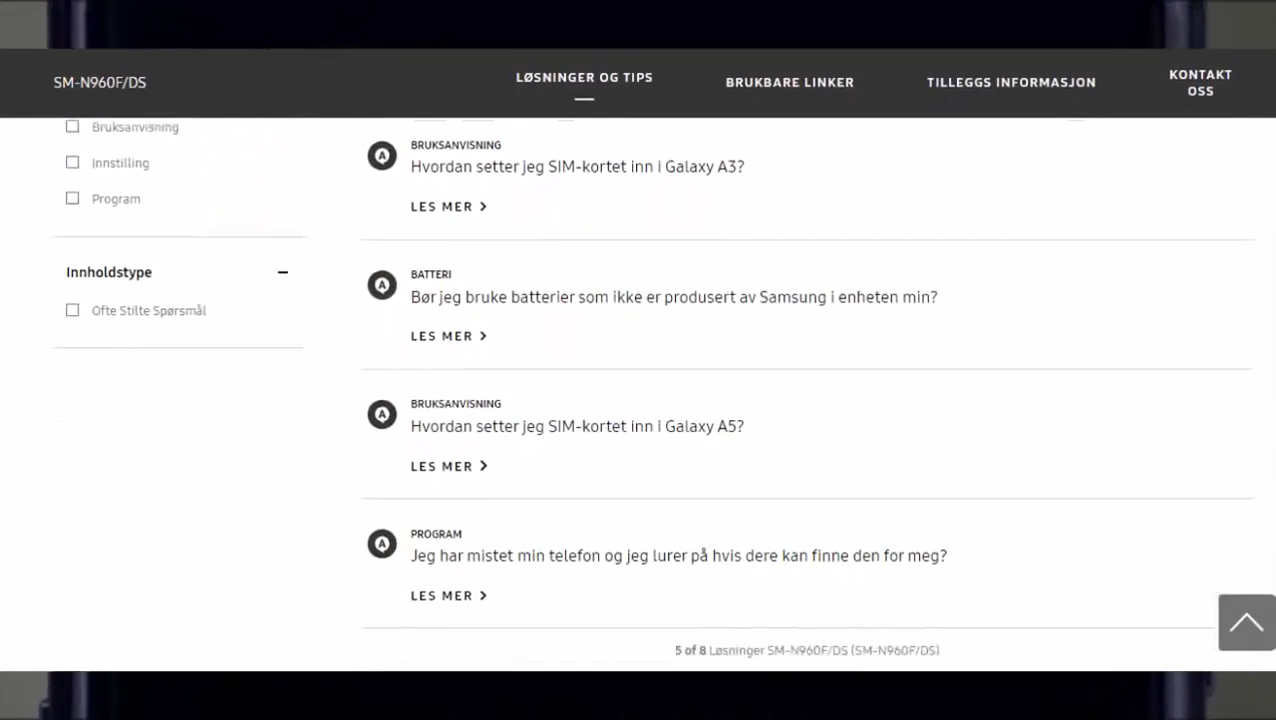 SM-N960F/DS
LØSNINGER OG TIPS
BRUKBARE LINKER
TILLEGGS INFORMASJON
KONTAKT
OSS
Bruksanvisning
Innstilling
Program
Innholdstype
Ofte Stilte Spørsmål
BRUKSANVISNING
Hvordan setter jeg SIM-kortet inn i Galaxy A3?
LES MER
BATTERI
Bør jeg bruke batterier som ikke er produsert av Samsung i enheten min?
LES MER
BRUKSANVISNING
Hvordan setter jeg SIM-kortet inn i Galaxy A5?
LES MER
PROGRAM
Jeg har mistet min telefon og jeg lurer på hvis dere kan finne den for meg?
LES MER
5 of 8 Løsninger SM-N960F/DS (SM-N960F/DS)